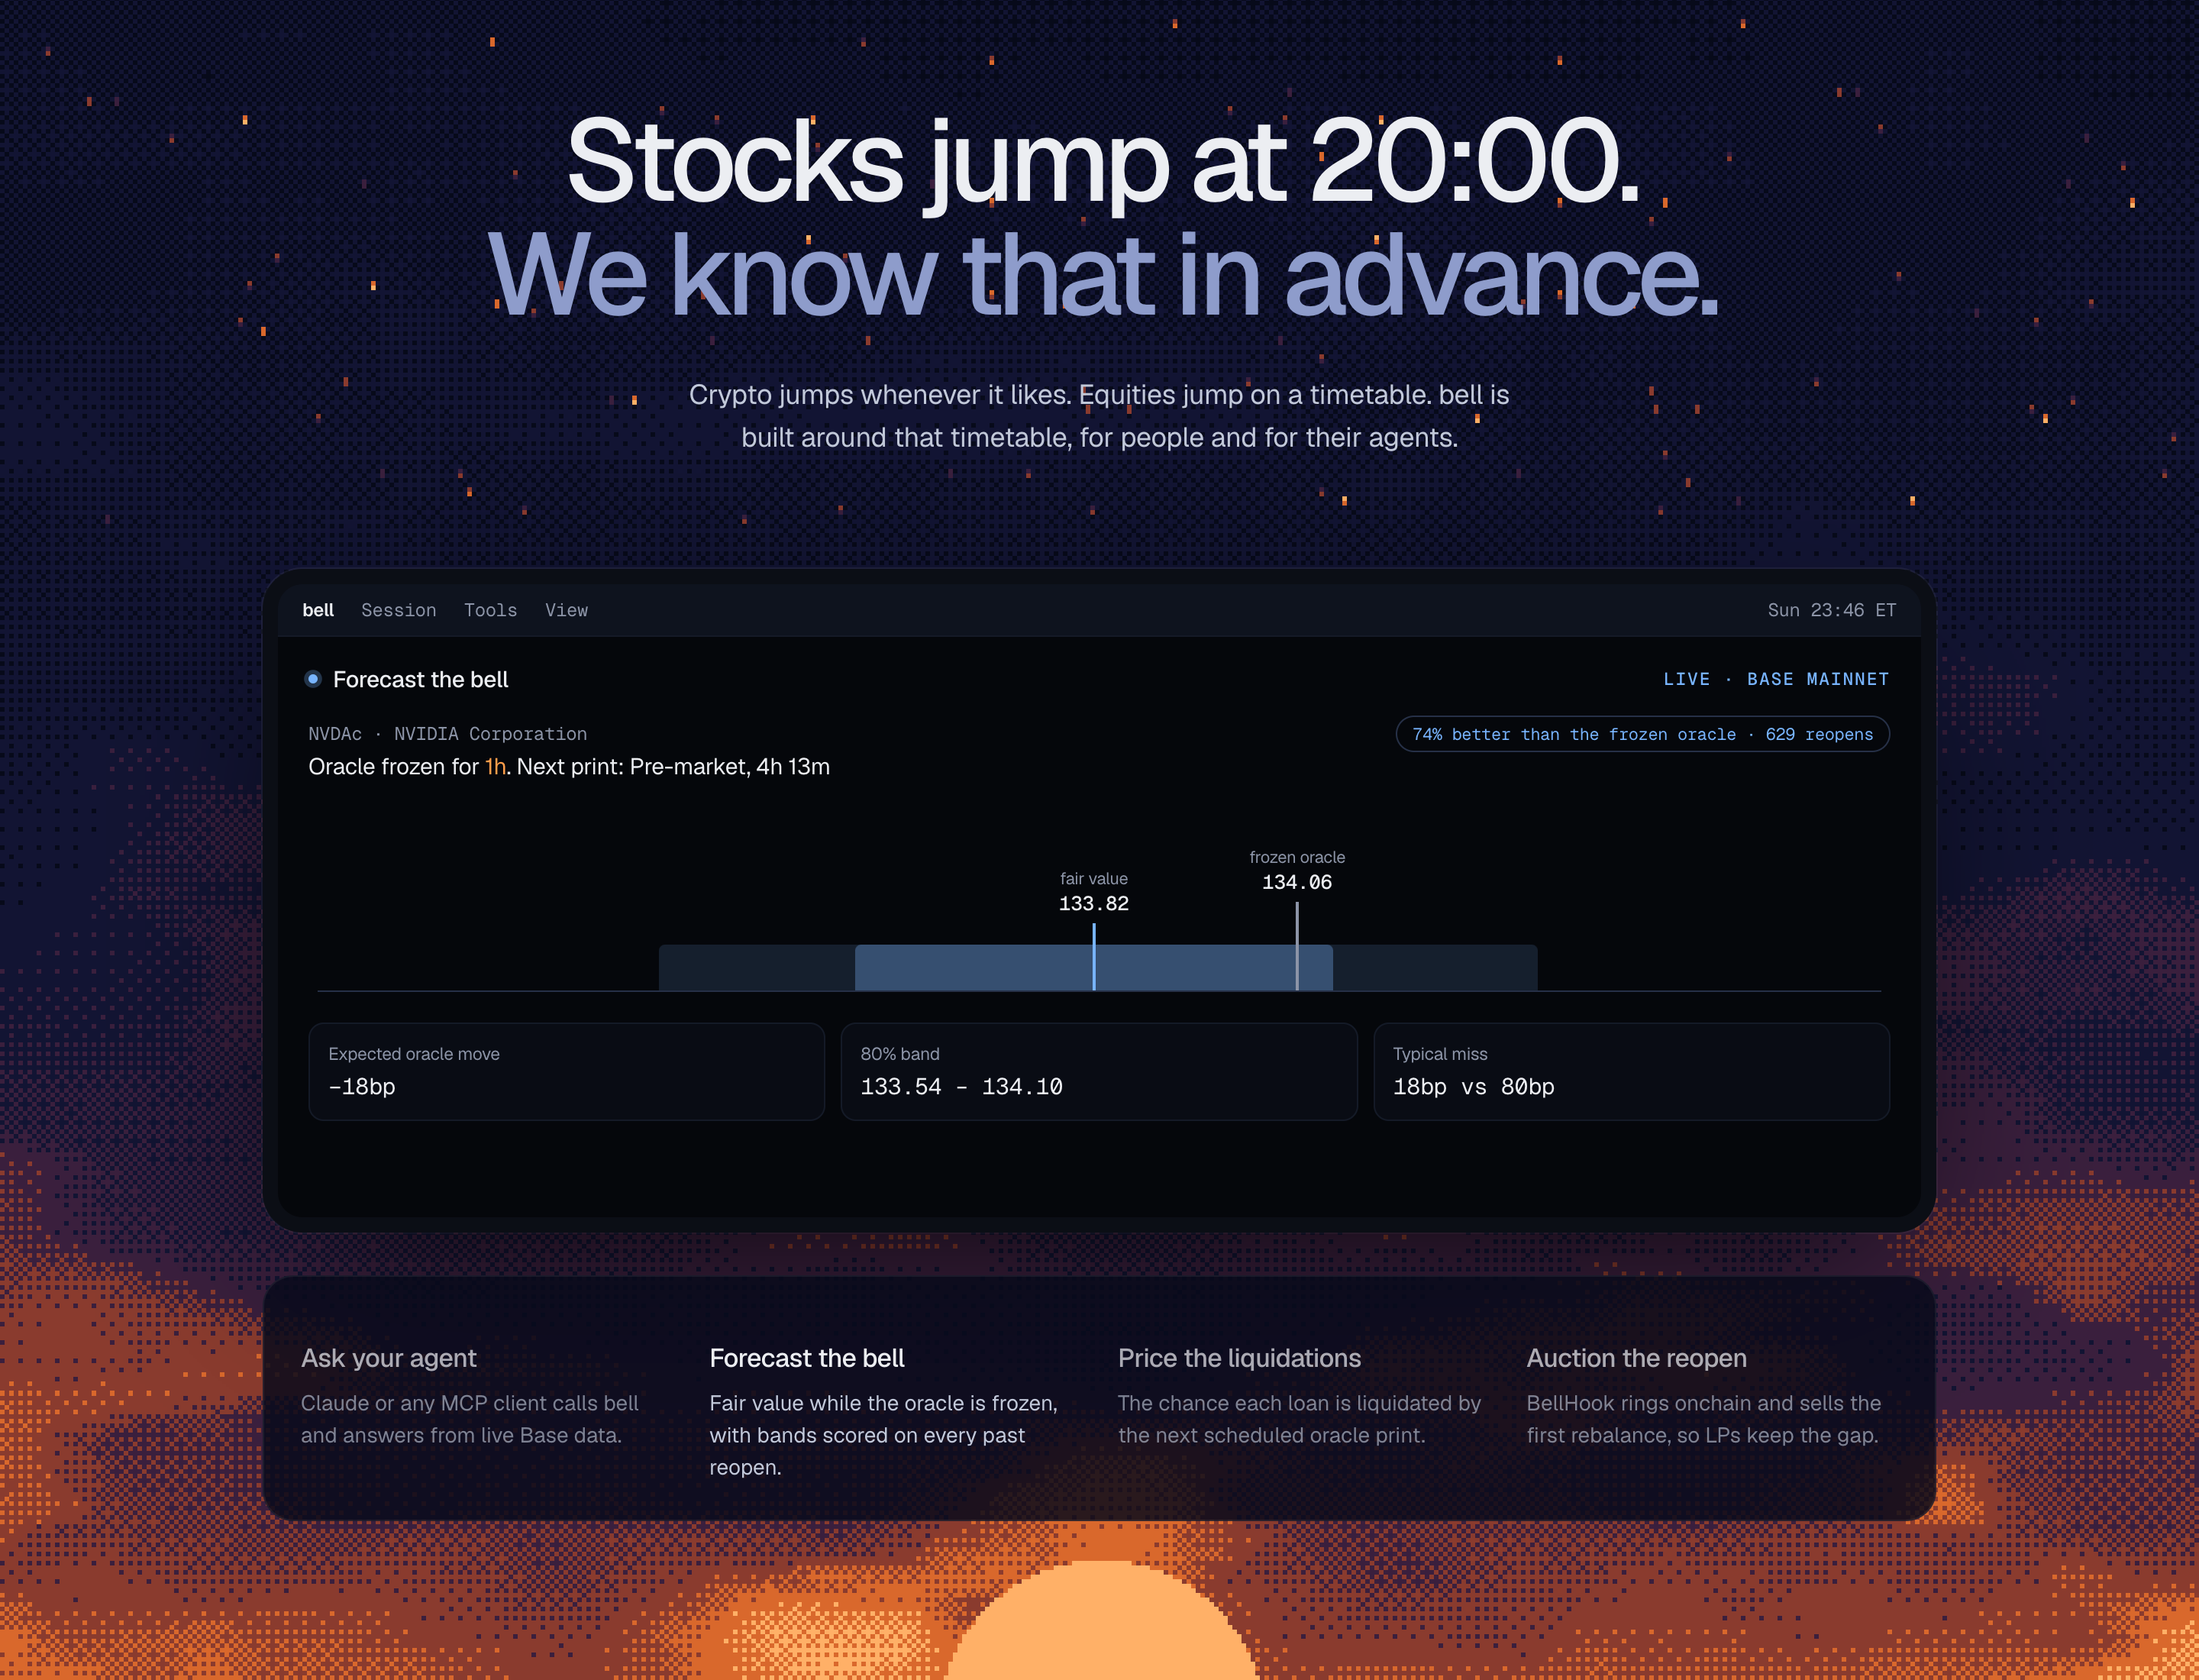 Stocks jump at 20:00.
We know that in advance.
Crypto jumps whenever it likes. Equities jump on a timetable. bell is
built around that timetable, for people and for their agents.
bell Session Tools View Sun 23:46 ET
Forecast the bell LIVE · BASE MAINNET
NVDAc · NVIDIA Corporation 74% better than the frozen oracle · 629 reopens
Oracle frozen for 1h. Next print: Pre-market, 4h 13m
frozen oracle
134.06
fair value
133.82
Expected oracle move
−18bp
80% band
133.54 – 134.10
Typical miss
18bp vs 80bp
Ask your agent
Claude or any MCP client calls bell
and answers from live Base data.
Forecast the bell
Fair value while the oracle is frozen,
with bands scored on every past
reopen.
Price the liquidations
The chance each loan is liquidated by
the next scheduled oracle print.
Auction the reopen
BellHook rings onchain and sells the
first rebalance, so LPs keep the gap.